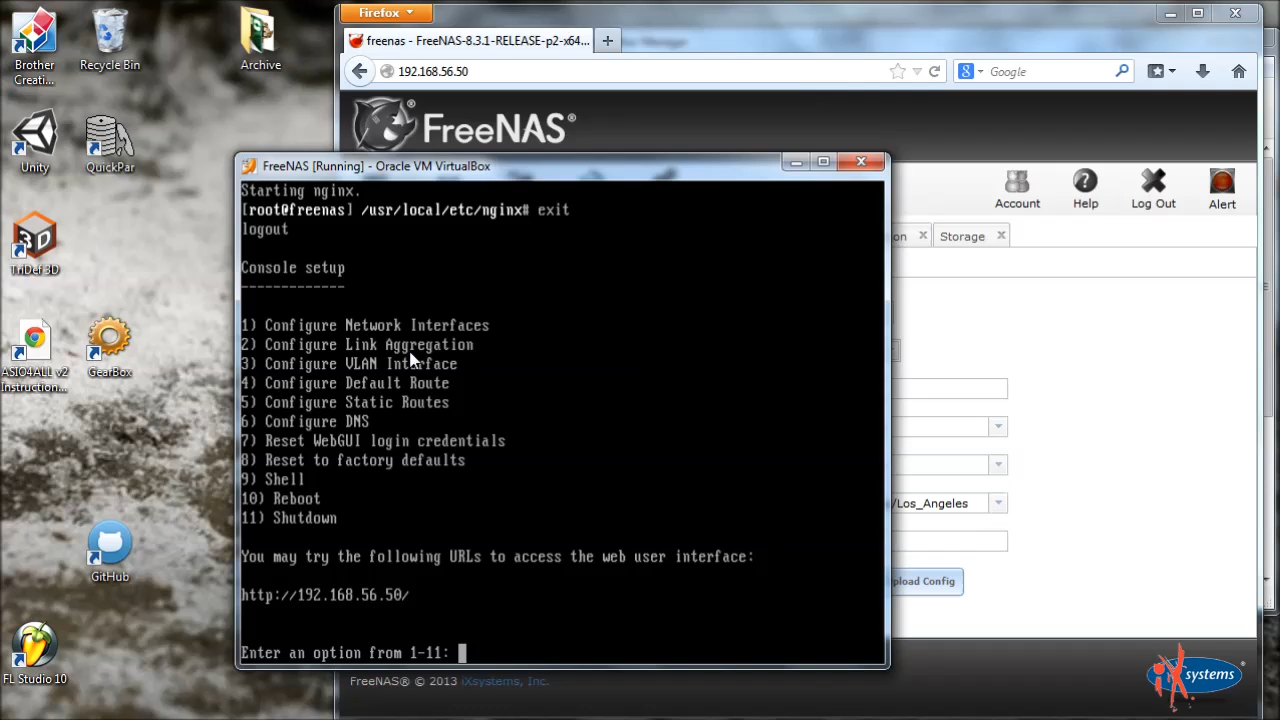 Brother
Creati...
Recycle Bin
Archive
Unity
QuickPar
TriDef 3D
ASIO4ALL v2
Instruction...
GearBox
GitHub
FL Studio 10
Firefox
freenas - FreeNAS-8.3.1-RELEASE-p2-x64...
192.168.56.50
Google
FreeNAS®
Account
Help
Log Out
Alert
on
Storage
FreeNAS [Running] - Oracle VM VirtualBox
Starting nginx.
[root@freenas] /usr/local/etc/nginx# exit
logout
Console setup
-------------
1) Configure Network Interfaces
2) Configure Link Aggregation
3) Configure VLAN Interface
4) Configure Default Route
5) Configure Static Routes
6) Configure DNS
7) Reset WebGUI login credentials
8) Reset to factory defaults
9) Shell
10) Reboot
11) Shutdown
You may try the following URLs to access the web user interface:
http://192.168.56.50/
Enter an option from 1-11:
/Los_Angeles
pload Config
FreeNAS® © 2013 iXsystems, Inc.
iXsystems®